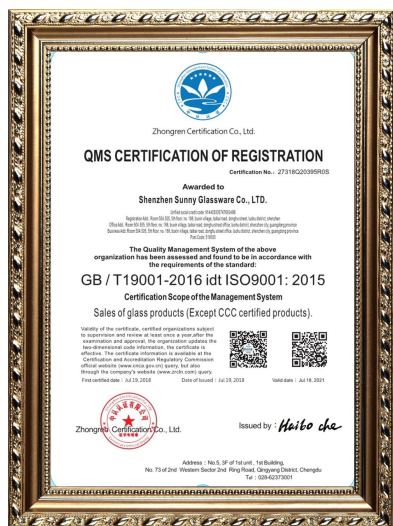 Zhongren Certification Co., Ltd.
QMS CERTIFICATION OF REGISTRATION
Certification No.: 27318Q20395R0S
Awarded to
Shenzhen Sunny Glassware Co., LTD.
The Quality Management System of the above
organization has been assessed and found to be in accordance with
the requirements of the standard:
GB / T19001-2016 idt ISO9001: 2015
Certification Scope of the Management System
Sales of glass products (Except CCC certified products).
Validity of the certificate, certified organizations subject
to supervision and review at least once a year.after the
examination and approval, the organization updates the
two-dimensional code information, the certificate is
effective. The certificate information is available at the
Certification and Accreditation Regulatory Commission
official website (www.cnca.gov.cn) query, but also
through the company's website (www.zrcln.com) query.
First certified date : Jul 19, 2018 Date of Issued : Jul 19, 2018 Valid date : Jul 18, 2021
Zhongren Certification Co., Ltd.
Issued by : Haibo che
Address : No.5, 3F of 1st unit , 1st Building,
No. 73 of 2nd Western Sector 2nd Ring Road, Qingyang District, Chengdu
Tel : 028-62373001